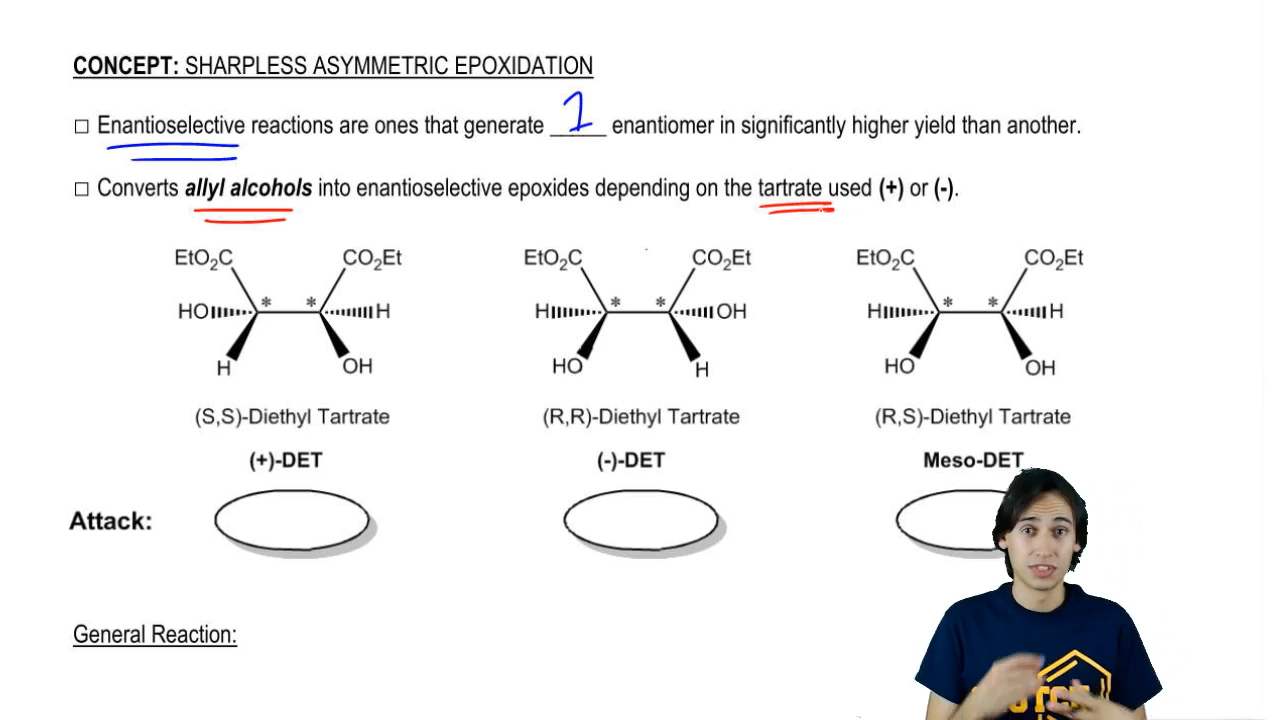 CONCEPT: SHARPLESS ASYMMETRIC EPOXIDATION
□ Enantioselective reactions are ones that generate 1 enantiomer in significantly higher yield than another.
□ Converts allyl alcohols into enantioselective epoxides depending on the tartrate used (+) or (-).
EtO₂C CO₂Et EtO₂C CO₂Et EtO₂C CO₂Et
* * * * * *
HO H H OH H H
H OH HO H HO OH
(S,S)-Diethyl Tartrate (R,R)-Diethyl Tartrate (R,S)-Diethyl Tartrate
(+)-DET (-)-DET Meso-DET
Attack:
General Reaction: